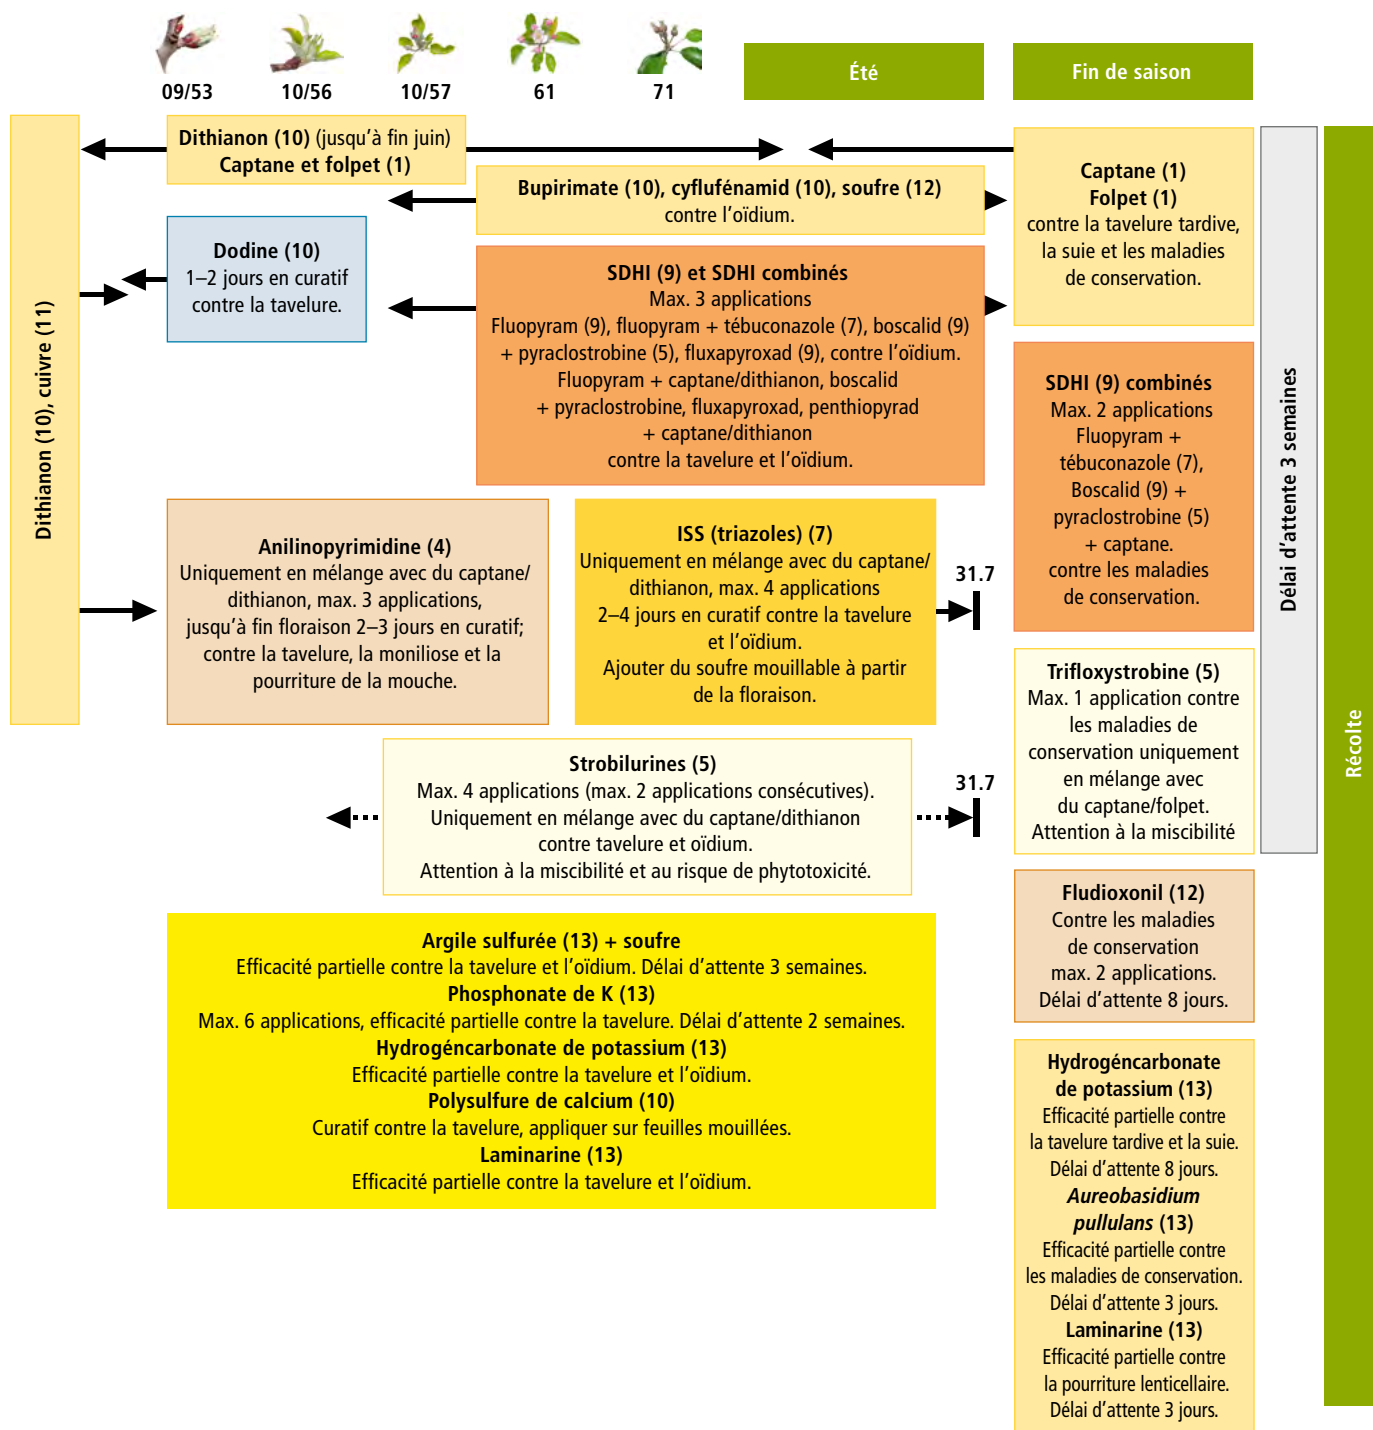 09/53
10/56
10/57
61
71
Été
Fin de saison
Dithianon (10), cuivre (11)
Dithianon (10) (jusqu'à fin juin)
Captane et folpet (1)
Bupirimate (10), cyflufénamid (10), soufre (12)
contre l'oïdium.
Dodine (10)
1–2 jours en curatif
contre la tavelure.
SDHI (9) et SDHI combinés
Max. 3 applications
Fluopyram (9), fluopyram + tébuconazole (7), boscalid (9)
+ pyraclostrobine (5), fluxapyroxad (9), contre l'oïdium.
Fluopyram + captane/dithianon, boscalid
+ pyraclostrobine, fluxapyroxad, penthiopyrad
+ captane/dithianon
contre la tavelure et l'oïdium.
Anilinopyrimidine (4)
Uniquement en mélange avec du captane/
dithianon, max. 3 applications,
jusqu'à fin floraison 2–3 jours en curatif;
contre la tavelure, la moniliose et la
pourriture de la mouche.
ISS (triazoles) (7)
Uniquement en mélange avec du captane/
dithianon, max. 4 applications
2–4 jours en curatif contre la tavelure
et l'oïdium.
Ajouter du soufre mouillable à partir
de la floraison.
31.7
Strobilurines (5)
Max. 4 applications (max. 2 applications consécutives).
Uniquement en mélange avec du captane/dithianon
contre tavelure et oïdium.
Attention à la miscibilité et au risque de phytotoxicité.
31.7
Argile sulfurée (13) + soufre
Efficacité partielle contre la tavelure et l'oïdium. Délai d'attente 3 semaines.
Phosphonate de K (13)
Max. 6 applications, efficacité partielle contre la tavelure. Délai d'attente 2 semaines.
Hydrogéncarbonate de potassium (13)
Efficacité partielle contre la tavelure et l'oïdium.
Polysulfure de calcium (10)
Curatif contre la tavelure, appliquer sur feuilles mouillées.
Laminarine (13)
Efficacité partielle contre la tavelure et l'oïdium.
Captane (1)
Folpet (1)
contre la tavelure tardive,
la suie et les maladies
de conservation.
SDHI (9) combinés
Max. 2 applications
Fluopyram +
tébuconazole (7),
Boscalid (9) +
pyraclostrobine (5)
+ captane.
contre les maladies
de conservation.
Trifloxystrobine (5)
Max. 1 application contre
les maladies de
conservation uniquement
en mélange avec
du captane/folpet.
Attention à la miscibilité
Fludioxonil (12)
Contre les maladies
de conservation
max. 2 applications.
Délai d'attente 8 jours.
Hydrogéncarbonate
de potassium (13)
Efficacité partielle contre
la tavelure tardive et la suie.
Délai d'attente 8 jours.
Aureobasidium
pullulans (13)
Efficacité partielle contre
les maladies de conservation.
Délai d'attente 3 jours.
Laminarine (13)
Efficacité partielle contre
la pourriture lenticellaire.
Délai d'attente 3 jours.
Délai d'attente 3 semaines
Récolte